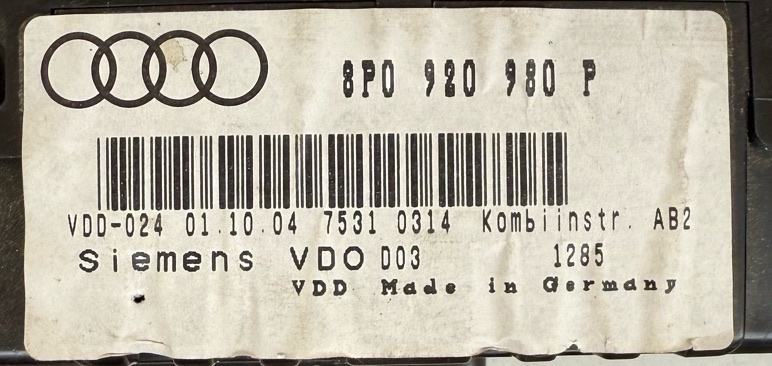 8P0 920 980 P
VDD-024 01.10.04 7531 0314 Kombiinstr. AB2
Siemens VDO D03 1285
VDD Made in Germany